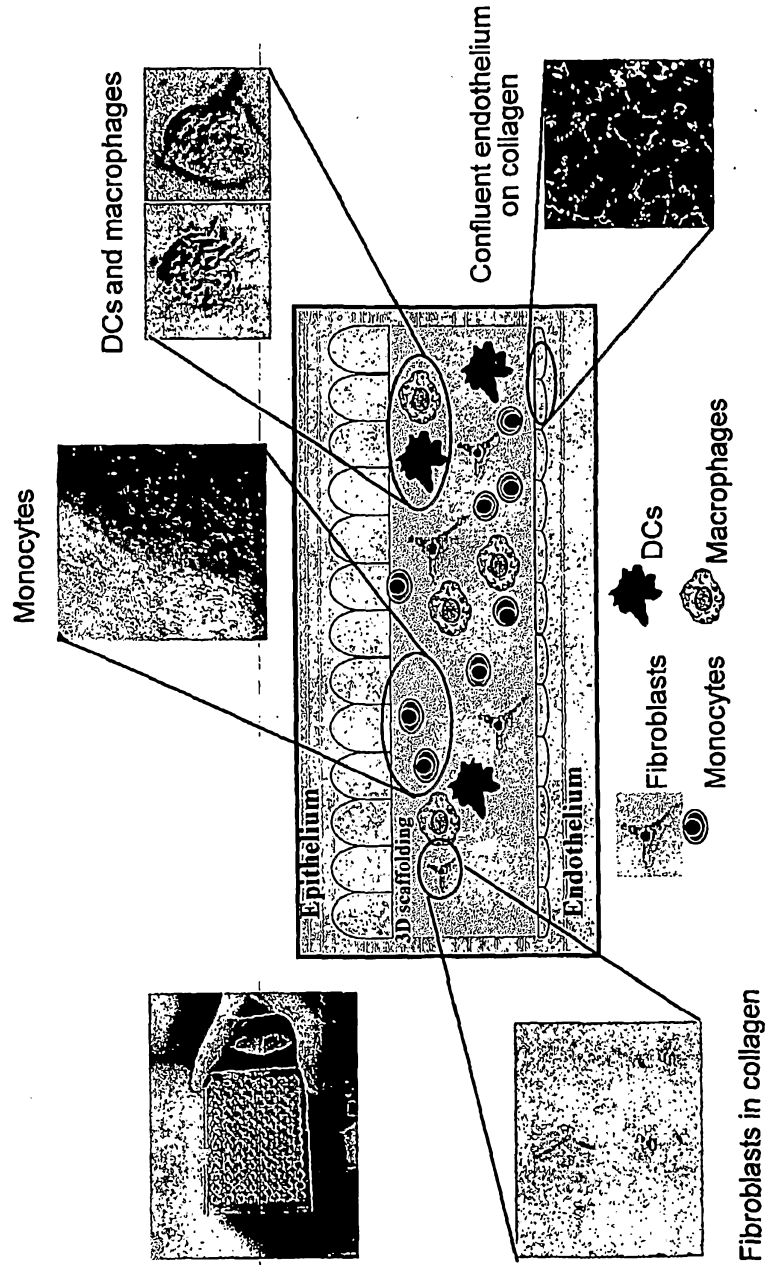 Monocytes
DCs and macrophages
Epithelium
3D scaffolding
Endothelium
Confluent endothelium
on collagen
Fibroblasts in collagen
Fibroblasts
DCs
Monocytes
Macrophages